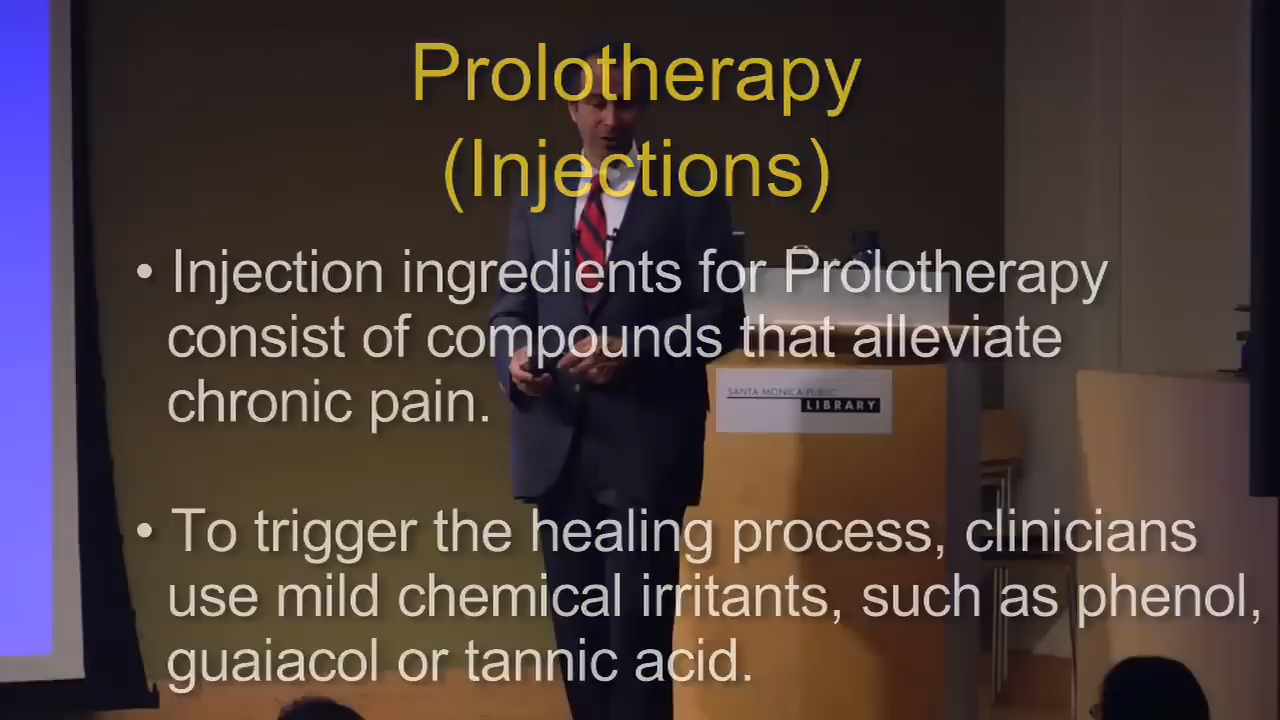 Prolotherapy
(Injections)
• Injection ingredients for Prolotherapy
consist of compounds that alleviate
chronic pain.
• To trigger the healing process, clinicians
use mild chemical irritants, such as phenol,
guaiacol or tannic acid.
SANTA MONICA PUBLIC
LIBRARY